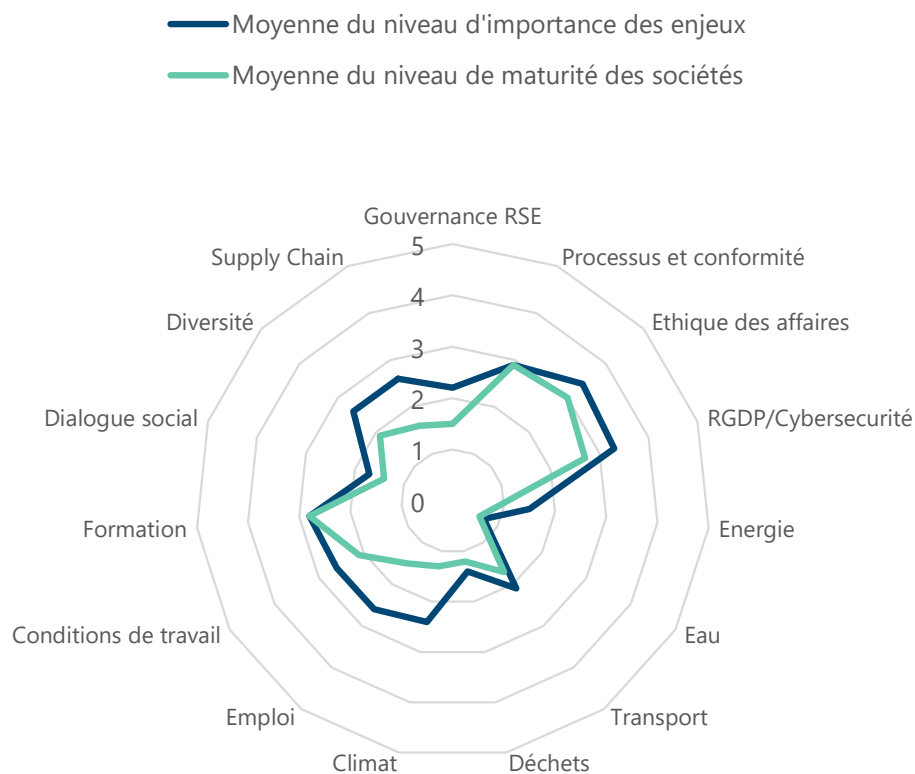 Moyenne du niveau d'importance des enjeux
Moyenne du niveau de maturité des sociétés
Gouvernance RSE
Processus et conformité
Ethique des affaires
RGDP/Cybersecurité
Energie
Eau
Transport
Déchets
Climat
Emploi
Conditions de travail
Formation
Dialogue social
Diversité
Supply Chain
5
4
3
2
1
0